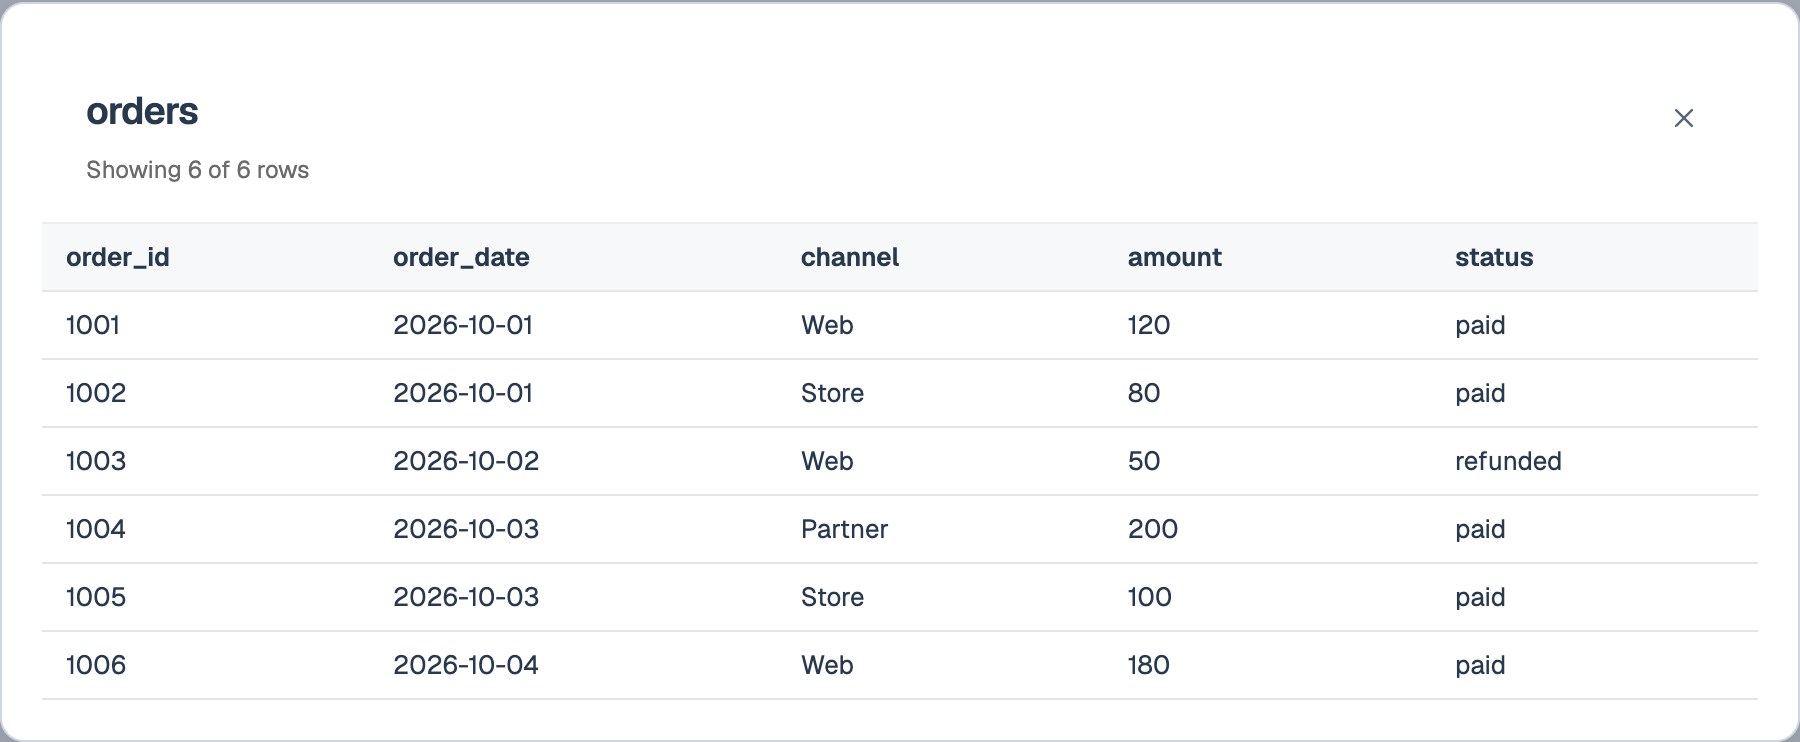 orders
Showing 6 of 6 rows
order_id order_date channel amount status
1001 2026-10-01 Web 120 paid
1002 2026-10-01 Store 80 paid
1003 2026-10-02 Web 50 refunded
1004 2026-10-03 Partner 200 paid
1005 2026-10-03 Store 100 paid
1006 2026-10-04 Web 180 paid